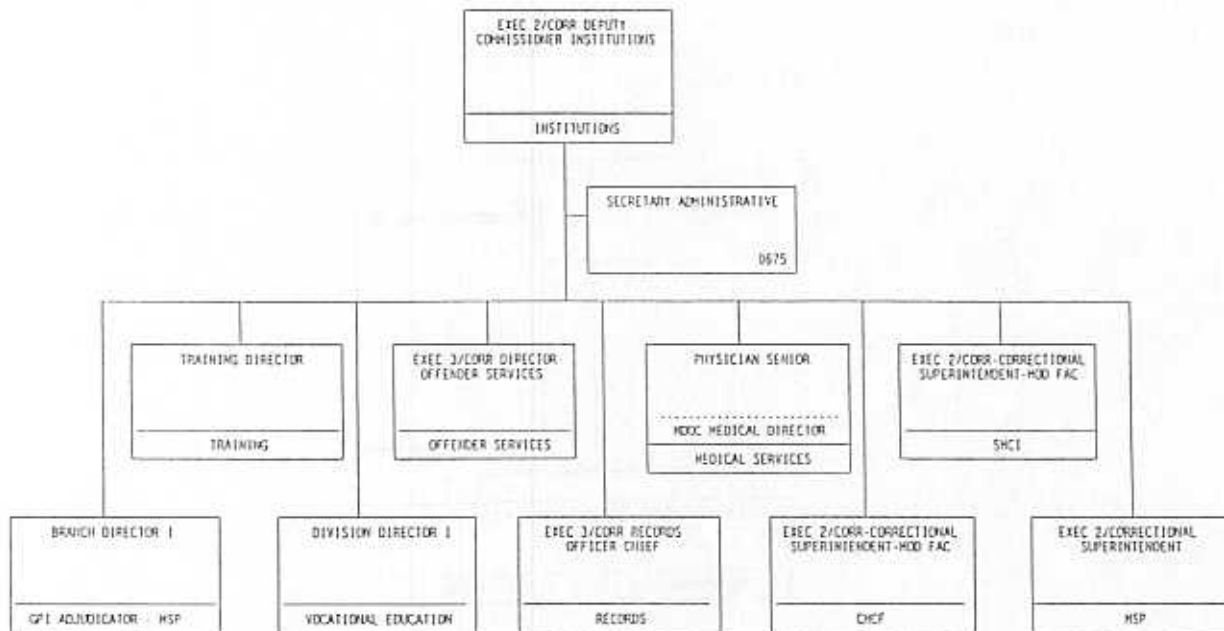 EXEC 2/CORR DEPUTY
COMMISSIONER INSTITUTIONS
INSTITUTIONS
SECRETARY ADMINISTRATIVE
0675
TRAINING DIRECTOR
TRAINING
EXEC 3/CORR DIRECTOR
OFFENDER SERVICES
OFFENDER SERVICES
PHYSICIAN SENIOR
MDOC MEDICAL DIRECTOR
MEDICAL SERVICES
EXEC 2/CORR-CORRECTIONAL
SUPERINTENDENT-MOD FAC
SMCI
BRANCH DIRECTOR I
ADJUDICATOR - MSP
DIVISION DIRECTOR I
VOCATIONAL EDUCATION
EXEC 3/CORR RECORDS
OFFICER CHIEF
RECORDS
EXEC 2/CORR-CORRECTIONAL
SUPERINTENDENT-MOD FAC
CMCF
EXEC 2/CORRECTIONAL
SUPERINTENDENT
MSP